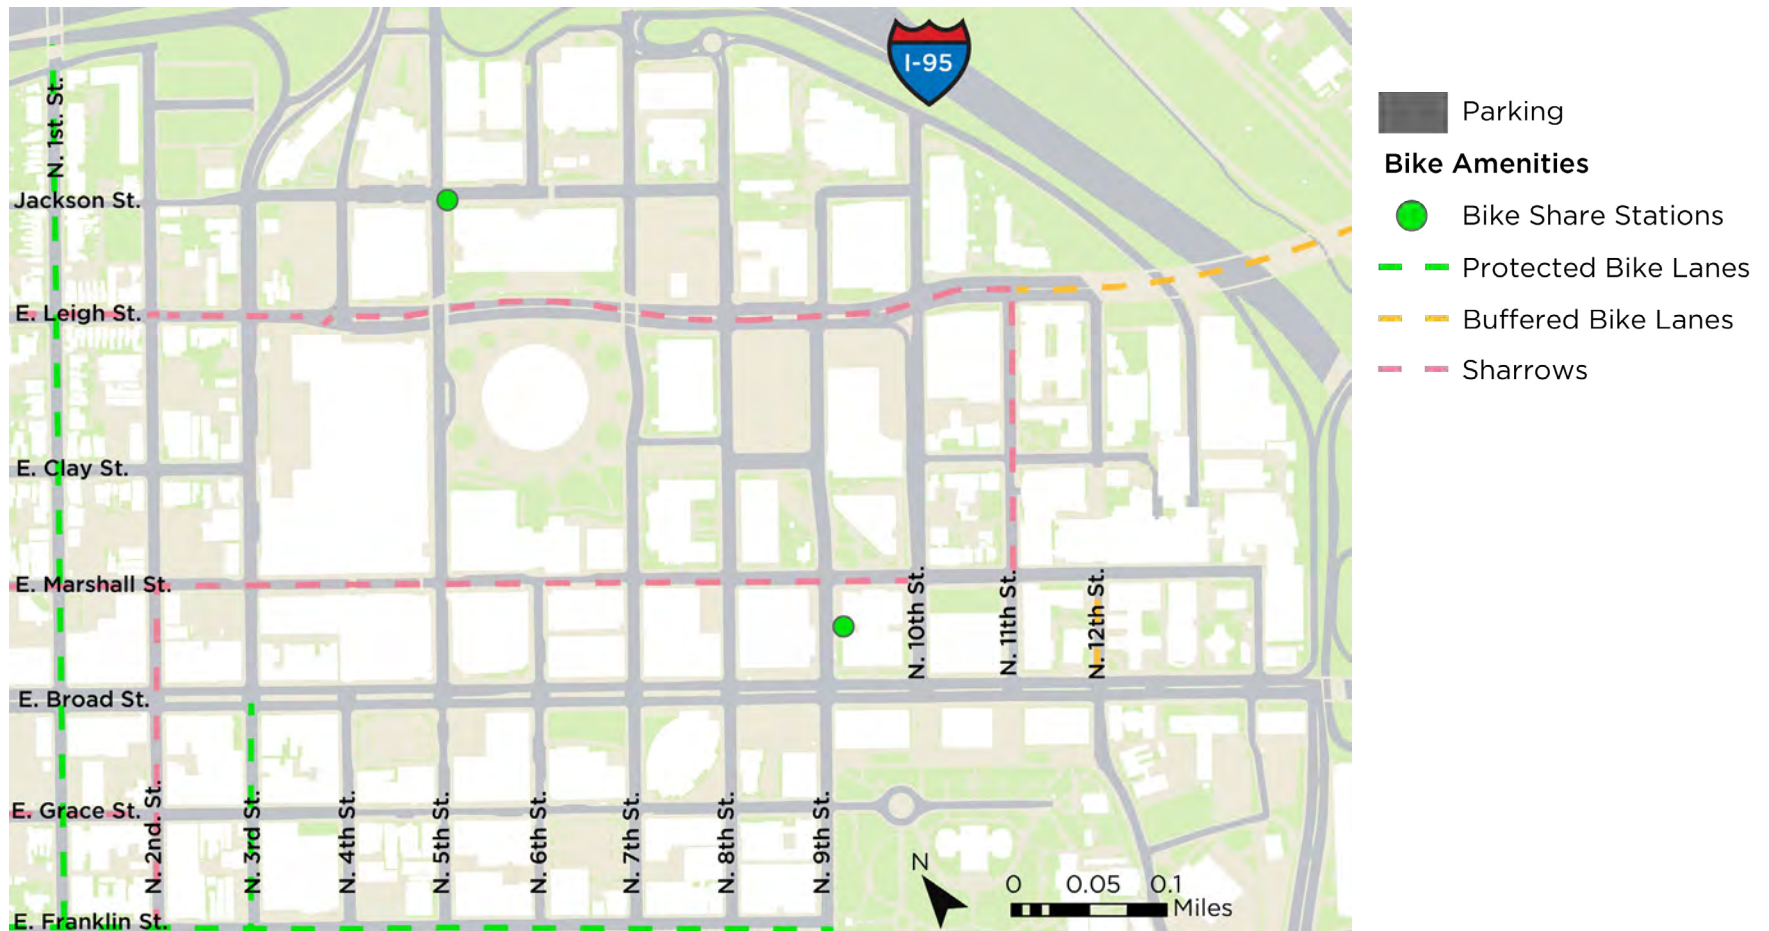 I-95
N. 1st. St.
Jackson St.
E. Leigh St.
E. Clay St.
E. Marshall St.
N. 10th St.
N. 11th St.
N. 12th St.
E. Broad St.
E. Grace St.
N. 2nd. St.
N. 3rd St.
N. 4th St.
N. 5th St.
N. 6th St.
N. 7th St.
N. 8th St.
N. 9th St.
E. Franklin St.
N
0 0.05 0.1
Miles
Parking
Bike Amenities
Bike Share Stations
Protected Bike Lanes
Buffered Bike Lanes
Sharrows